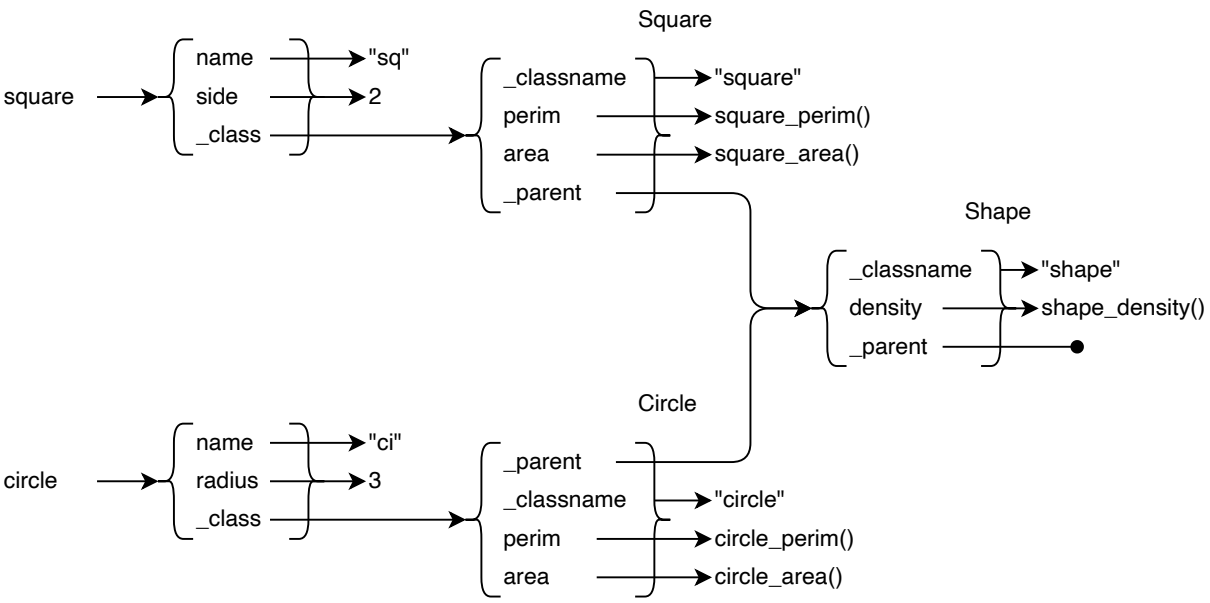 Square
square
name "sq"
side 2
_class
_classname "square"
perim square_perim()
area square_area()
_parent
Shape
_classname "shape"
density shape_density()
_parent
Circle
circle
name "ci"
radius 3
_class
_parent
_classname "circle"
perim circle_perim()
area circle_area()